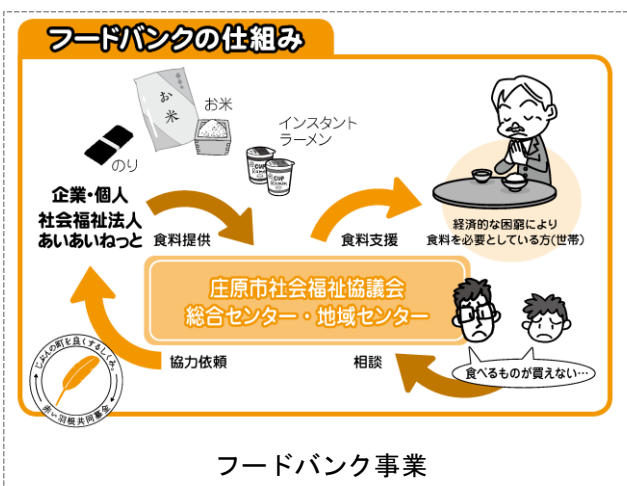 フードバンクの仕組み
お米
お米
インスタント
ラーメン
のり
CUP
CUP
企業・個人
社会福祉法人
あいあいねっと
食料提供
食料支援
経済的な困窮により
食料を必要としている方(世帯)
庄原市社会福祉協議会
総合センター・地域センター
協力依頼
相談
食べるものが買えない…
じぶんの町を良くするしくみ。
赤い羽根共同募金
フードバンク事業